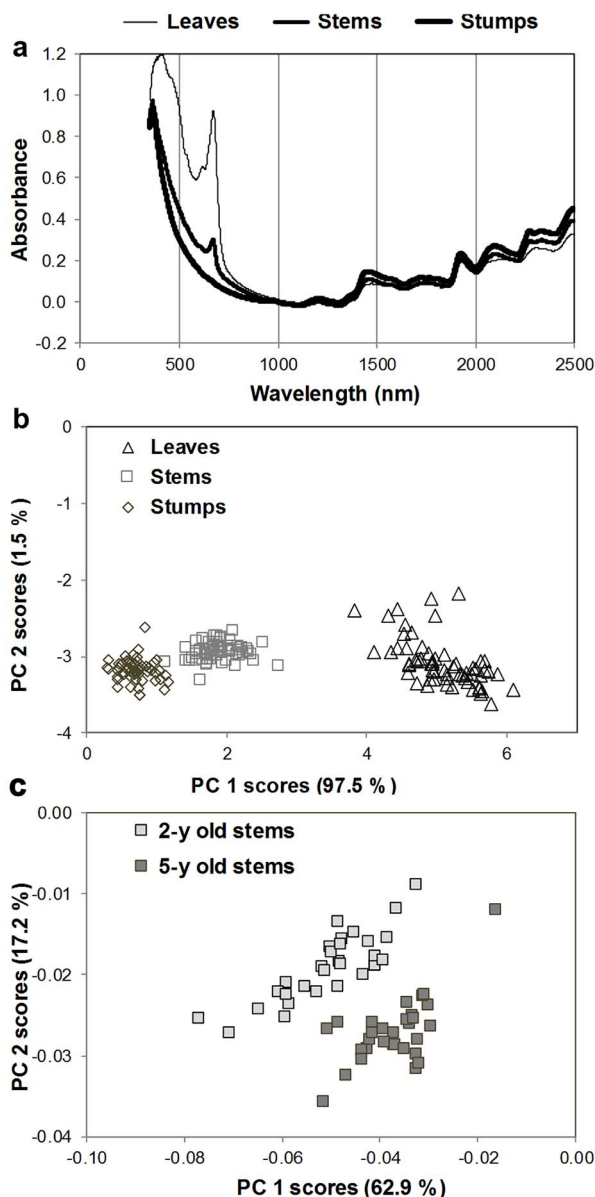 Leaves Stems Stumps
a
1.2
1.0
0.8
0.6
0.4
0.2
0.0
-0.2
Absorbance
0 500 1000 1500 2000 2500
Wavelength (nm)
b
0
-1
-2
-3
-4
PC 2 scores (1.5 %)
Leaves
Stems
Stumps
0 2 4 6
PC 1 scores (97.5 %)
c
0.00
-0.01
-0.02
-0.03
-0.04
PC 2 scores (17.2 %)
2-y old stems
5-y old stems
-0.10 -0.08 -0.06 -0.04 -0.02 0.00
PC 1 scores (62.9 %)